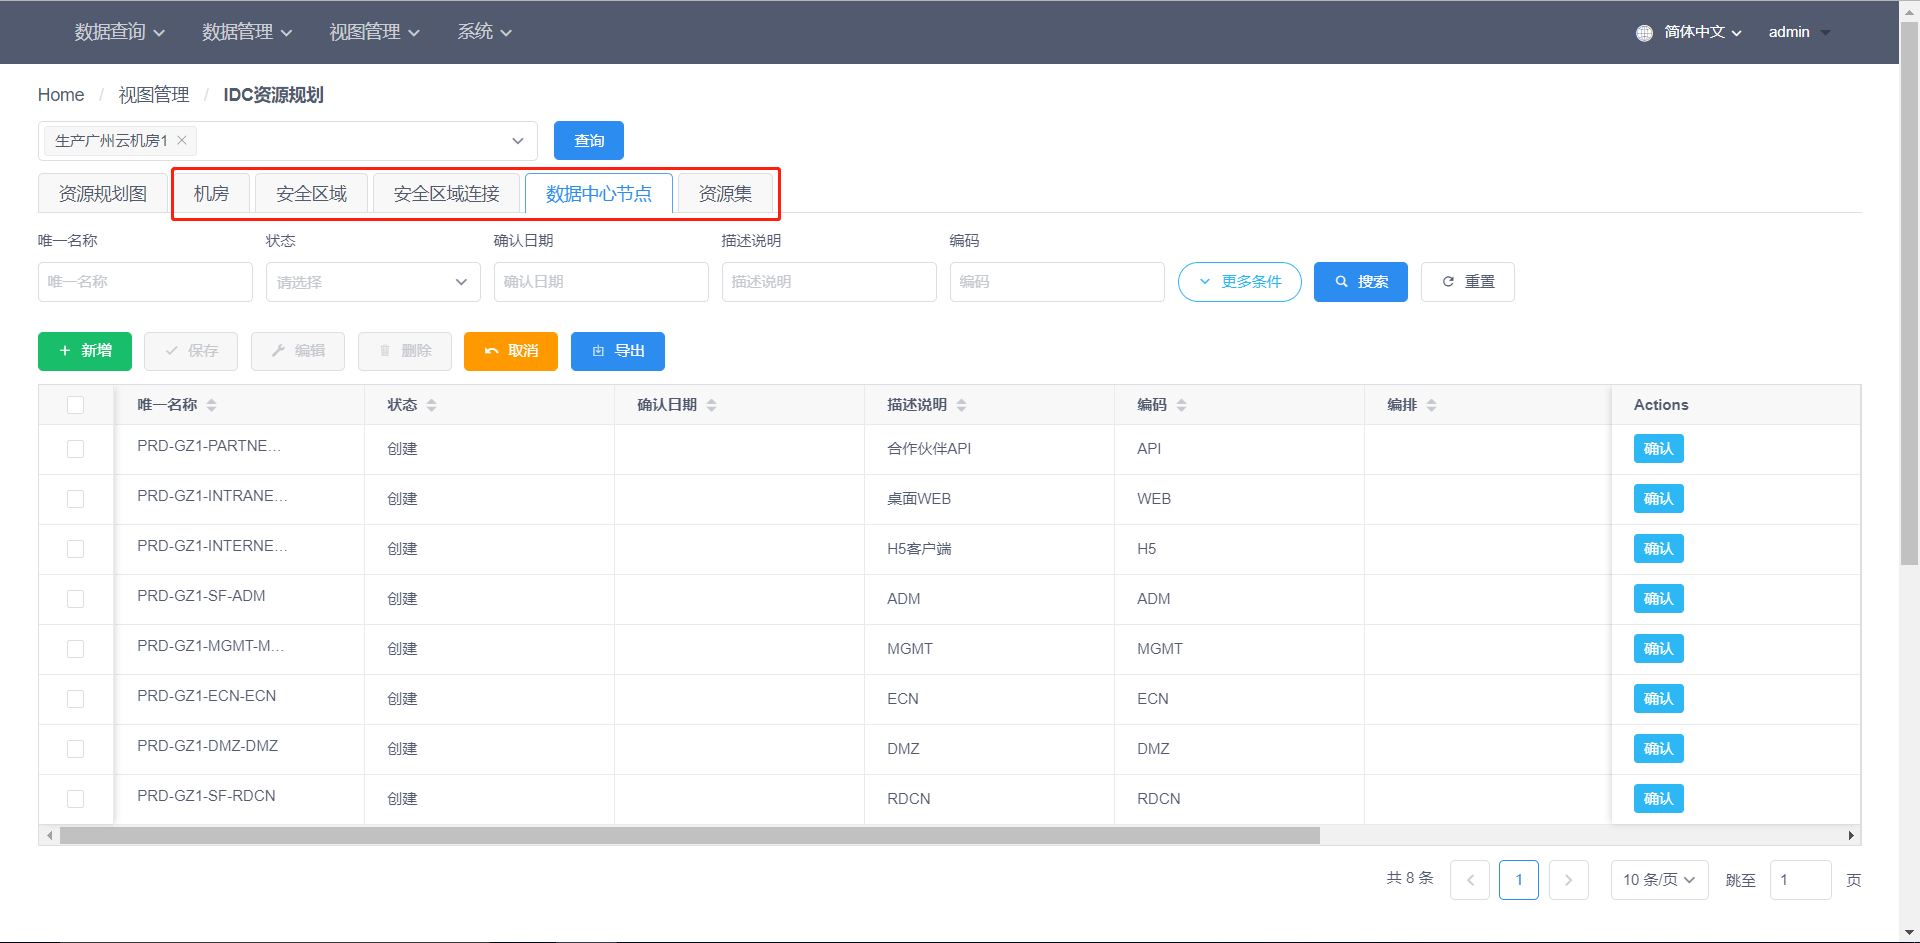 数据查询 数据管理 视图管理 系统 简体中文 admin
Home / 视图管理 / IDC资源规划
生产广州云机房1 查询
资源规划图 机房 安全区域 安全区域连接 数据中心节点 资源集
唯一名称 状态 确认日期 描述说明 编码
唯一名称 请选择 确认日期 描述说明 编码 更多条件 搜索 重置
新增 保存 编辑 删除 取消 导出
唯一名称 状态 确认日期 描述说明 编码 编排 Actions
PRD-GZ1-PARTNE... 创建 合作伙伴API API 确认
PRD-GZ1-INTRANE... 创建 桌面WEB WEB 确认
PRD-GZ1-INTERNE... 创建 H5客户端 H5 确认
PRD-GZ1-SF-ADM 创建 ADM ADM 确认
PRD-GZ1-MGMT-M... 创建 MGMT MGMT 确认
PRD-GZ1-ECN-ECN 创建 ECN ECN 确认
PRD-GZ1-DMZ-DMZ 创建 DMZ DMZ 确认
PRD-GZ1-SF-RDCN 创建 RDCN RDCN 确认
共 8 条 1 10 条/页 跳至 1 页